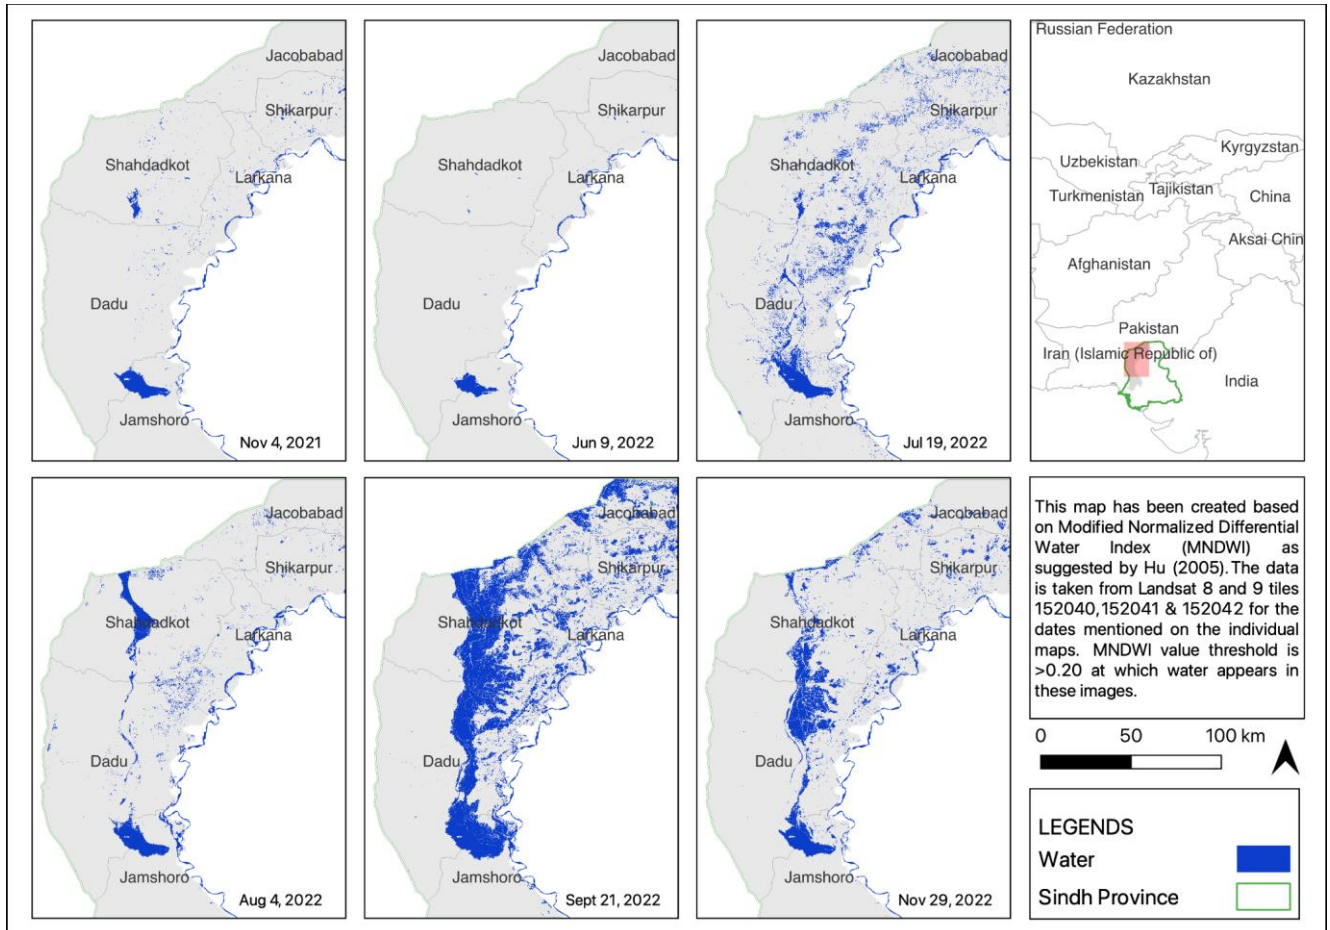 Jacobabad
Shikarpur
Shahdadkot
Larkana
Dadu
Jamshoro
Nov 4, 2021
Jacobabad
Shikarpur
Shahdadkot
Larkana
Dadu
Jamshoro
Jun 9, 2022
Jacobabad
Shikarpur
Shahdadkot
Larkana
Dadu
Jamshoro
Jul 19, 2022
Russian Federation
Kazakhstan
Kyrgyzstan
Uzbekistan
Tajikistan
Turkmenistan
China
Aksai Chin
Afghanistan
Pakistan
Iran (Islamic Republic of)
India
Jacobabad
Shikarpur
Shahdadkot
Larkana
Dadu
Jamshoro
Aug 4, 2022
Jacobabad
Shikarpur
Shahdadkot
Larkana
Dadu
Jamshoro
Sept 21, 2022
Jacobabad
Shikarpur
Shahdadkot
Larkana
Dadu
Jamshoro
Nov 29, 2022
This map has been created based
on Modified Normalized Differential
Water Index (MNDWI) as
suggested by Hu (2005). The data
is taken from Landsat 8 and 9 tiles
152040, 152041 & 152042 for the
dates mentioned on the individual
maps. MNDWI value threshold is
>0.20 at which water appears in
these images.
0 50 100 km
LEGENDS
Water
Sindh Province